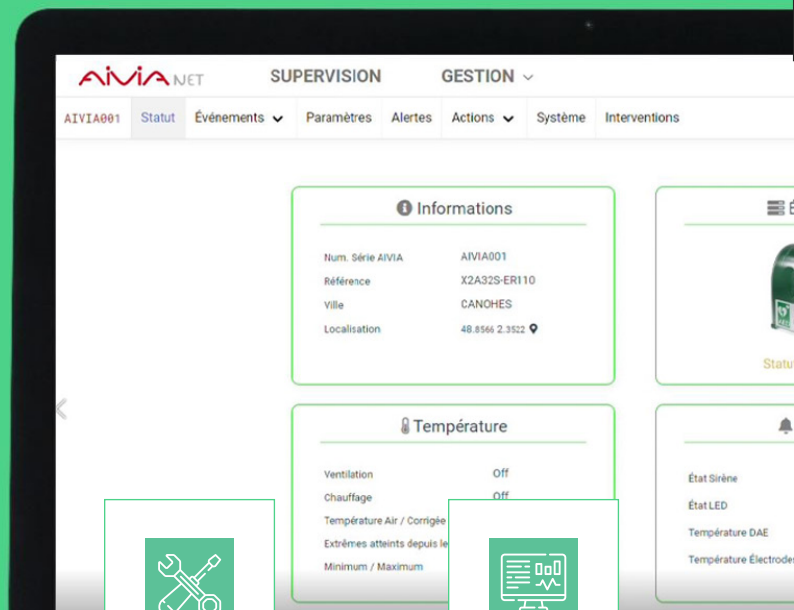 AIVIA NET SUPERVISION GESTION
AIVIA001 Statut Événements Paramètres Alertes Actions Système Interventions
Informations
Num. Série AIVIA AIVIA001
Référence X2A32S-ER110
Ville CANOHES
Localisation 48.8566 2.3522
Statu
Température
Ventilation Off
Chauffage Off
Température Air / Corrigée
Extrêmes atteints depuis le
Minimum / Maximum
État Sirène
État LED
Température DAE
Température Électrodes